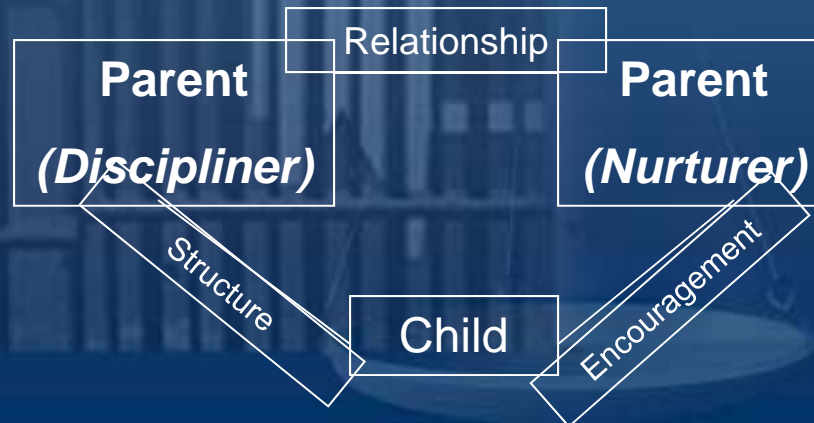 Relationship
Parent
(Discipliner)
Parent
(Nurturer)
Structure
Encouragement
Child